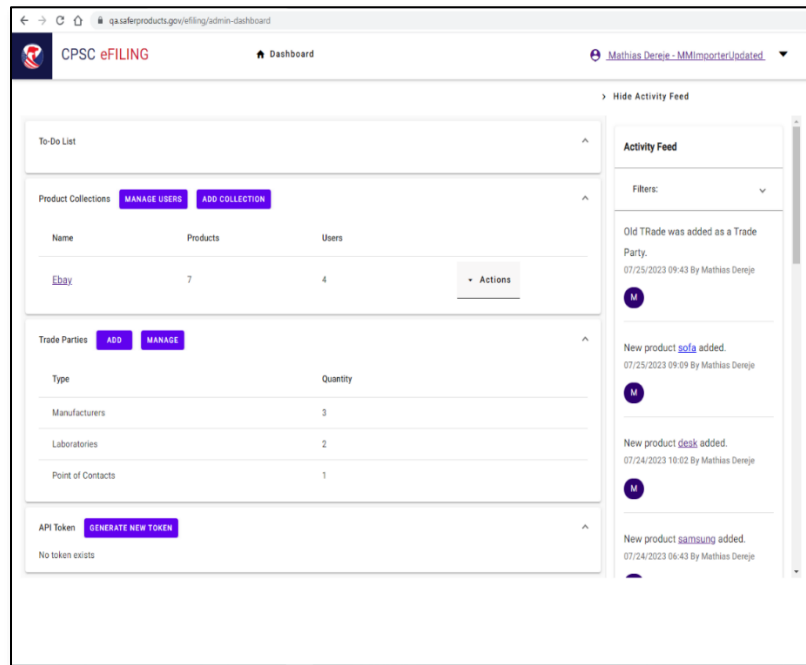 qa.saferproducts.gov/efiling/admin-dashboard
CPSC eFILING
Dashboard
Mathias Dereje - MMImporterUpdated
Hide Activity Feed
To-Do List
Product Collections MANAGE USERS ADD COLLECTION
Name Products Users
Ebay 7 4 Actions
Trade Parties ADD MANAGE
Type Quantity
Manufacturers 3
Laboratories 2
Point of Contacts 1
API Token GENERATE NEW TOKEN
No token exists
Activity Feed
Filters:
Old TRade was added as a Trade
Party.
07/25/2023 09:43 By Mathias Dereje
M
New product sofa added.
07/25/2023 09:09 By Mathias Dereje
M
New product desk added.
07/24/2023 10:02 By Mathias Dereje
M
New product samsung added.
07/24/2023 06:43 By Mathias Dereje